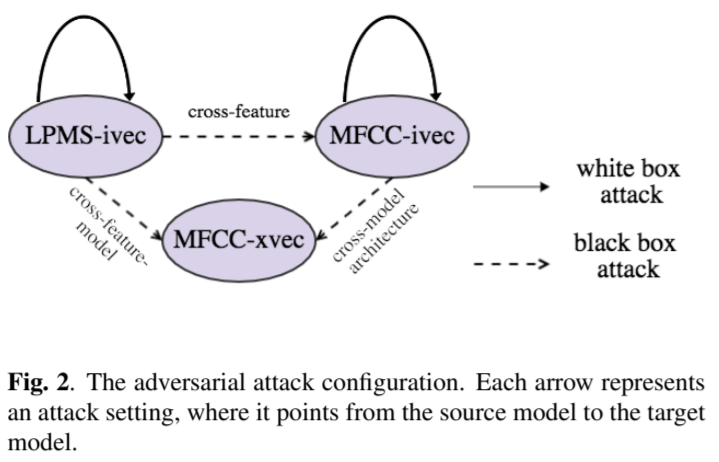 cross-feature
LPMS-ivec
MFCC-ivec
white box
attack
cross-feature-
model
MFCC-xvec
cross-model
architecture
black box
attack
Fig. 2. The adversarial attack configuration. Each arrow represents
an attack setting, where it points from the source model to the target
model.